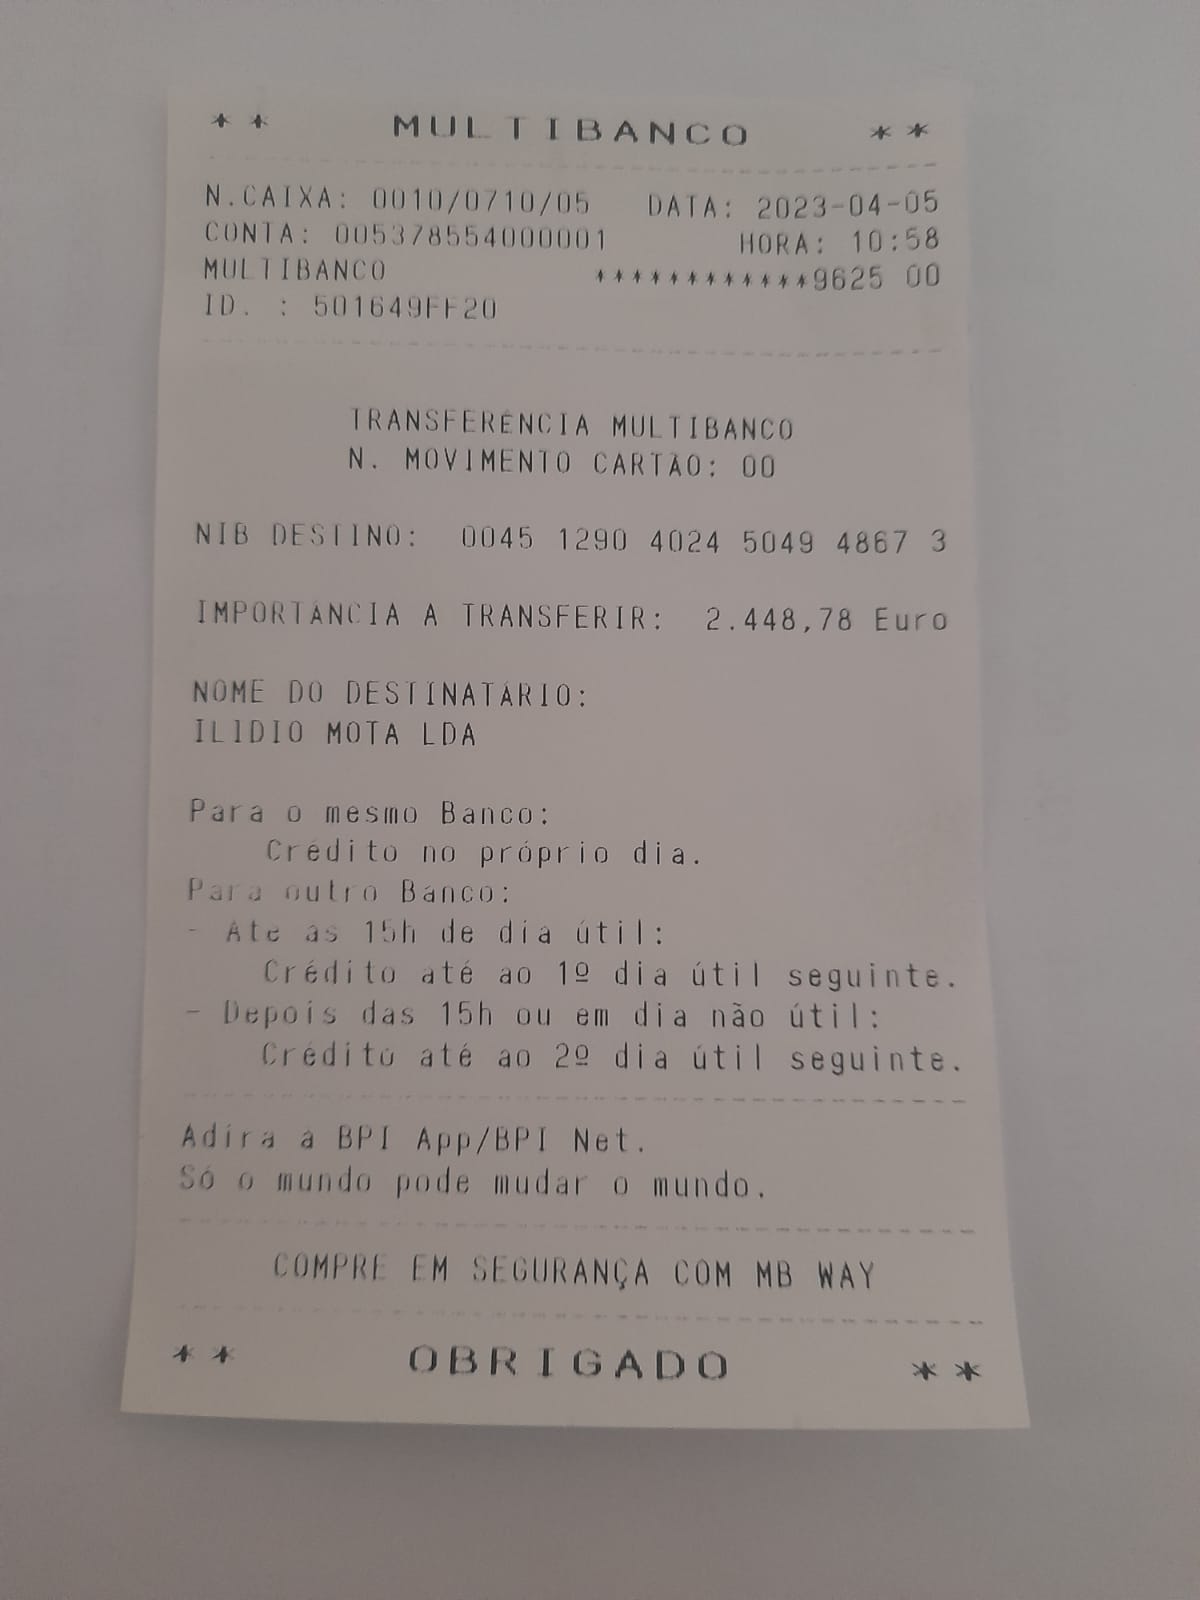 ** MULTIBANCO **
N.CAIXA: 0010/0710/05 DATA: 2023-04-05
CONTA: 005378554000001 HORA: 10:58
MULTIBANCO ************9625 00
ID. : 501649FF20
TRANSFERÊNCIA MULTIBANCO
N. MOVIMENTO CARTÃO: 00
NIB DESTINO: 0045 1290 4024 5049 4867 3
IMPORTÂNCIA A TRANSFERIR: 2.448,78 Euro
NOME DO DESTINATÁRIO:
ILIDIO MOTA LDA
Para o mesmo Banco:
Crédito no próprio dia.
Para outro Banco:
- Ate as 15h de dia útil:
Crédito até ao 1º dia útil seguinte.
- Depois das 15h ou em dia não útil:
Crédito até ao 2º dia útil seguinte.
Adira à BPI App/BPI Net.
Só o mundo pode mudar o mundo.
COMPRE EM SEGURANÇA COM MB WAY
** OBRIGADO **